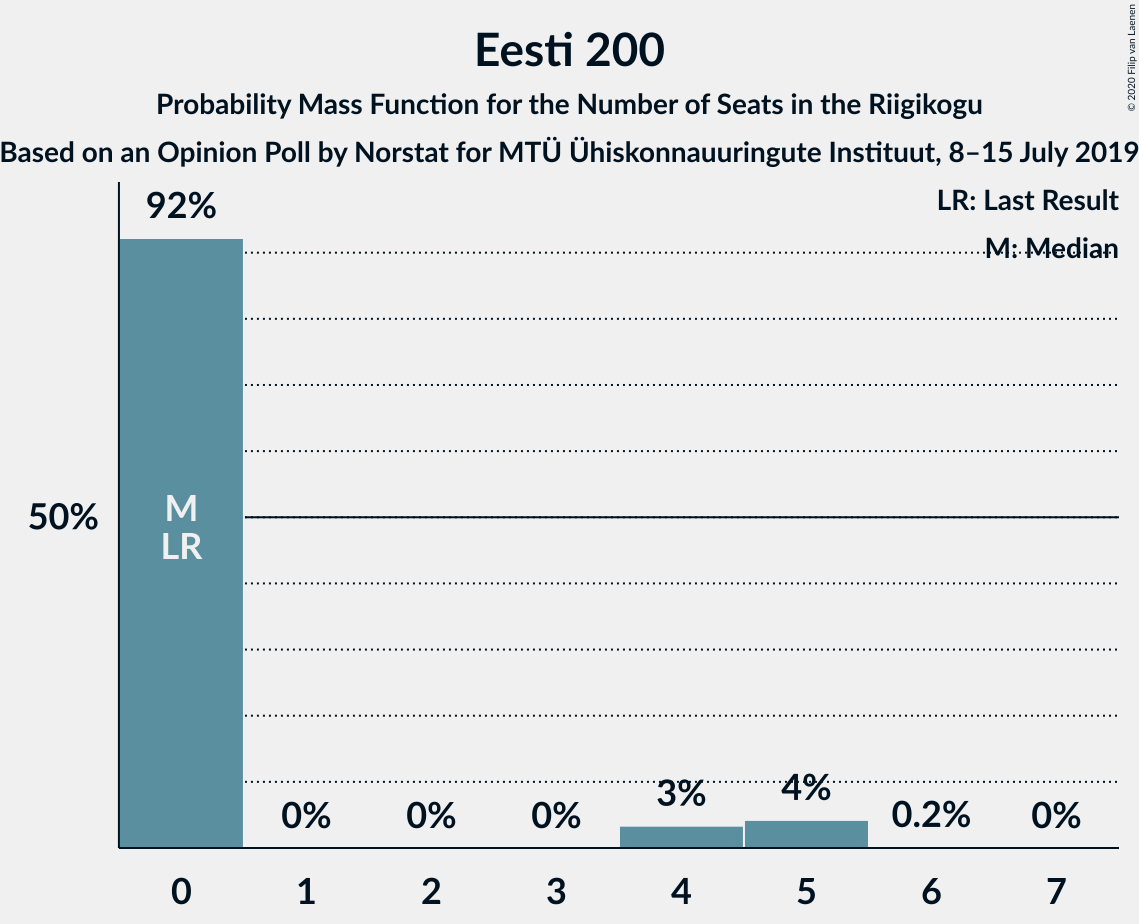 Eesti 200
Probability Mass Function for the Number of Seats in the Riigikogu
Based on an Opinion Poll by Norstat for MTÜ Ühiskonnauuringute Instituut, 8–15 July 2019
© 2020 Filip van Laenen
LR: Last Result
M: Median
92%
50%
M
LR
0% 0% 0% 3% 4% 0.2% 0%
0 1 2 3 4 5 6 7